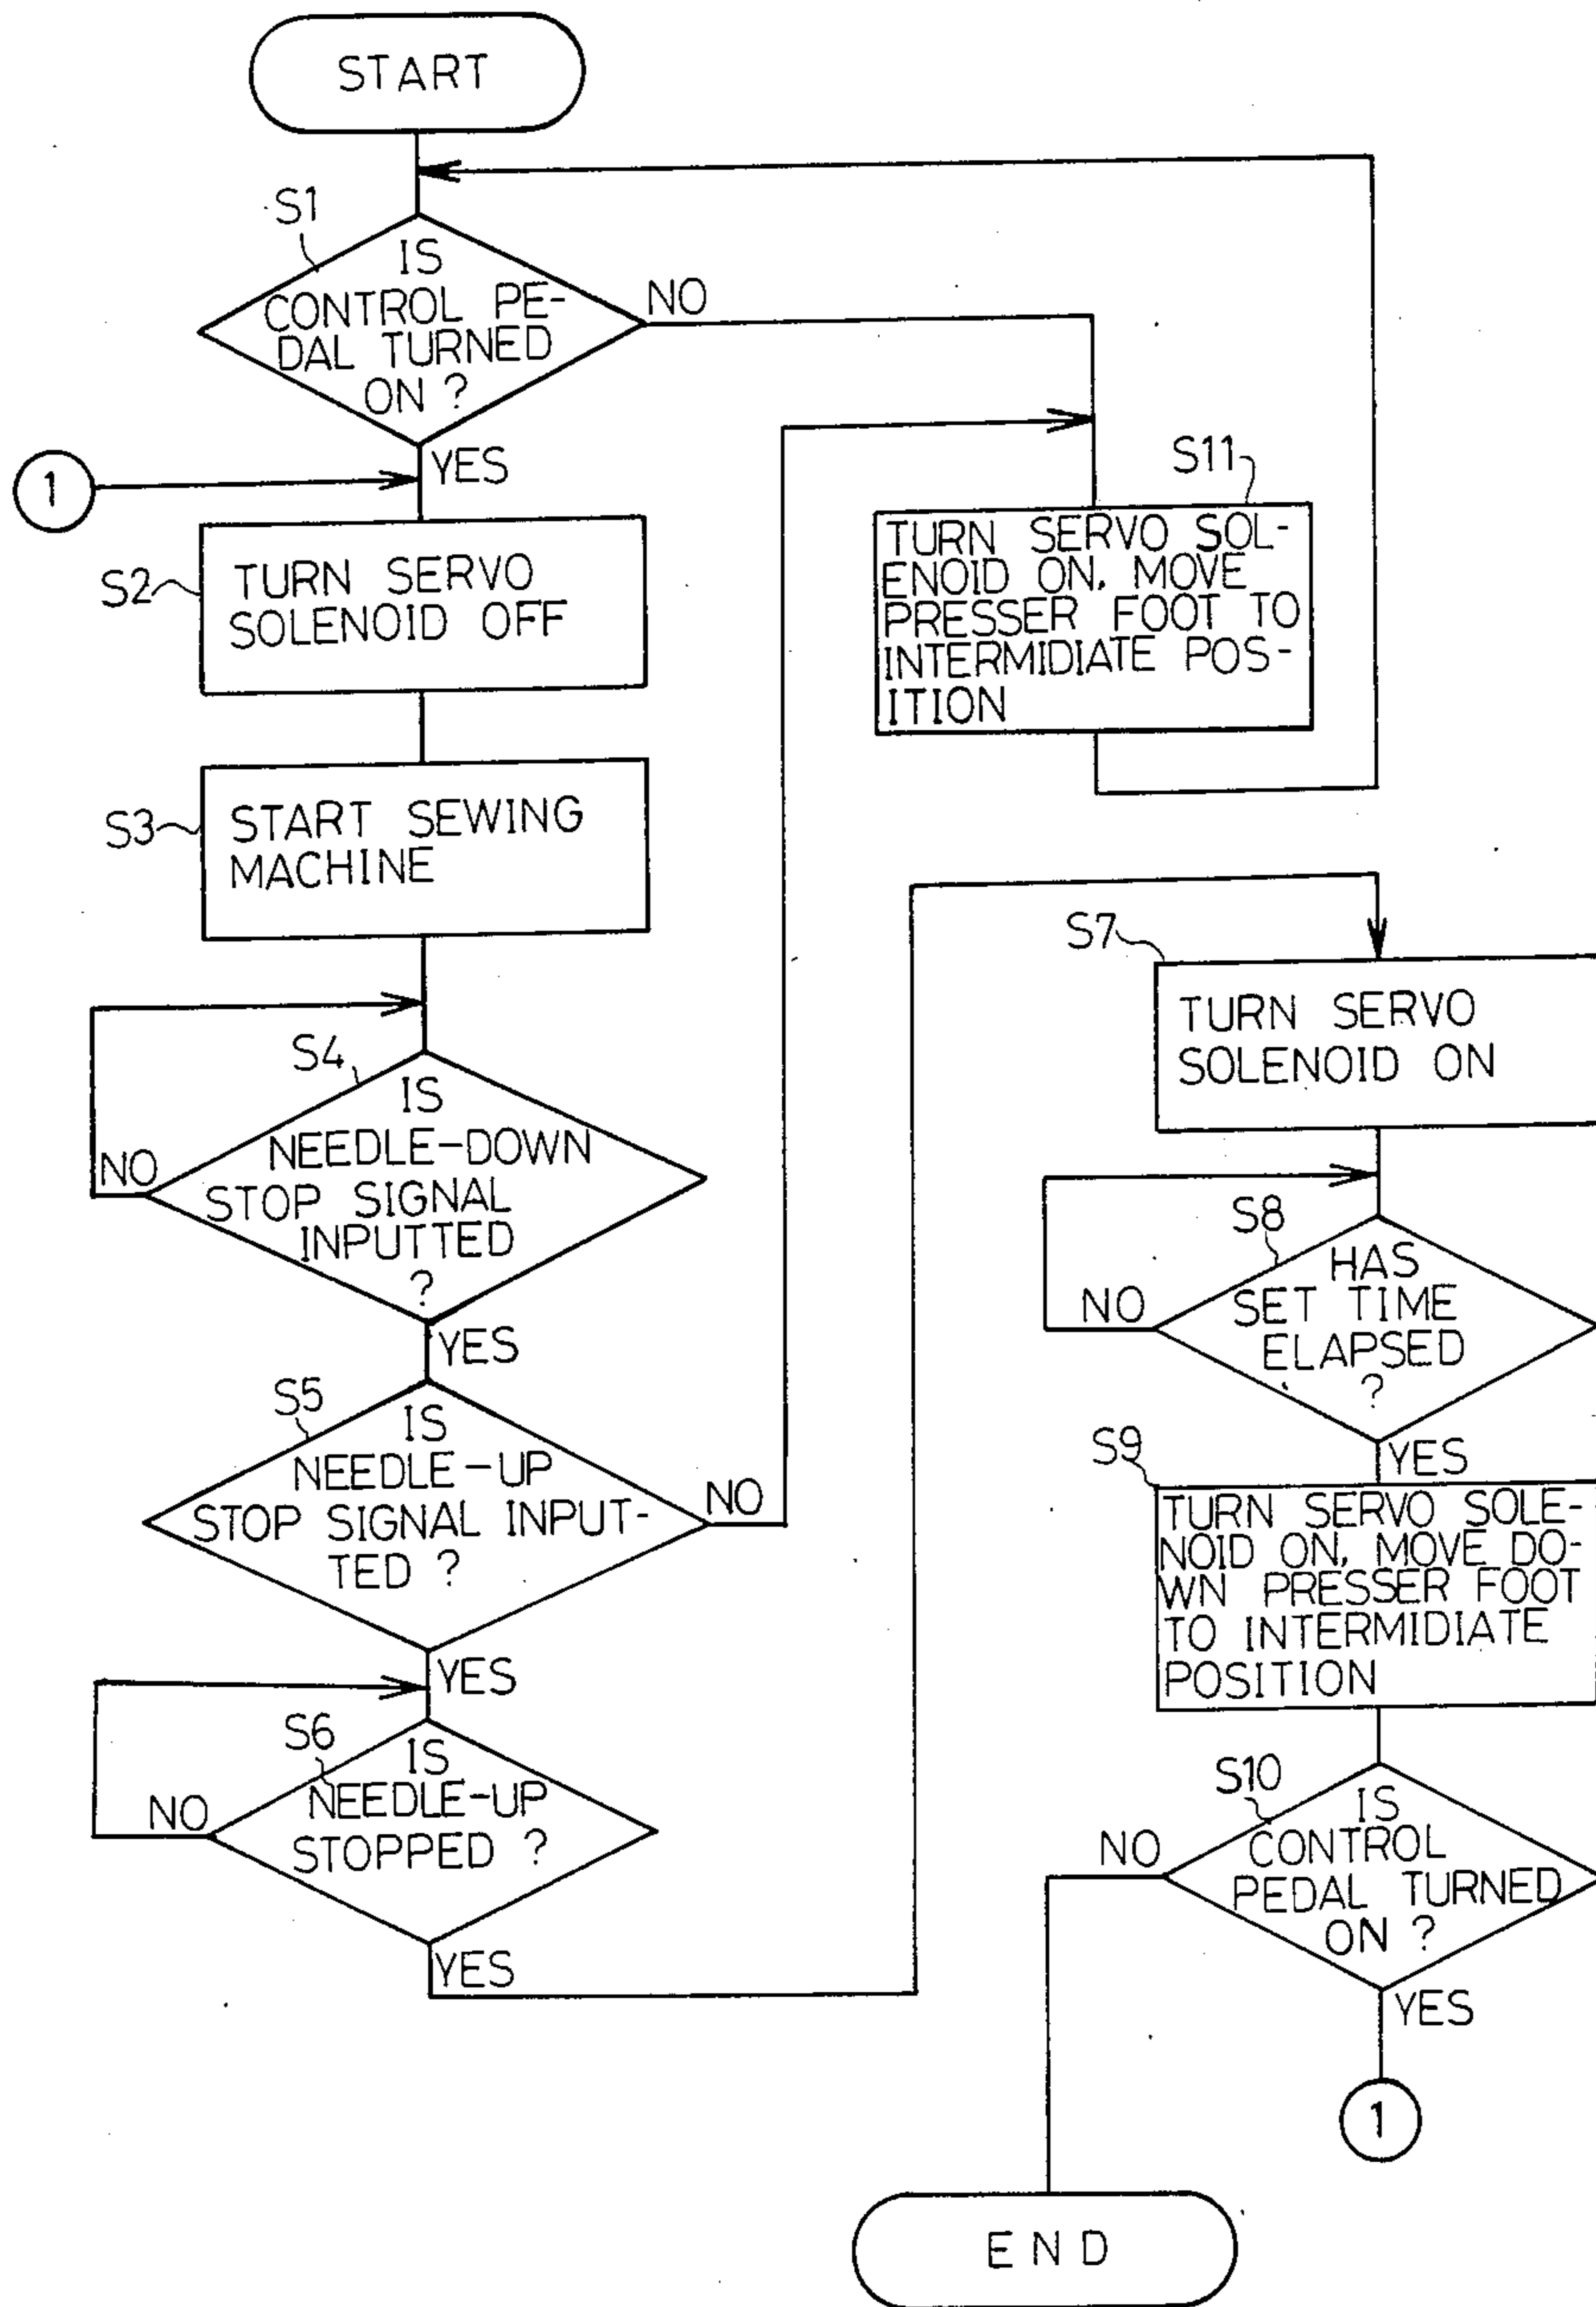 START
S1
IS
CONTROL PE-
DAL TURNED
ON ?
NO
YES
1
S2
TURN SERVO
SOLENOID OFF
S3
START SEWING
MACHINE
S4
IS
NEEDLE-DOWN
STOP SIGNAL
INPUTTED
?
NO
YES
S5
IS
NEEDLE-UP
STOP SIGNAL INPUT-
TED ?
NO
YES
S6
IS
NEEDLE-UP
STOPPED ?
NO
YES
S11
TURN SERVO SOL-
ENOID ON, MOVE
PRESSER FOOT TO
INTERMIDIATE POS-
ITION
S7
TURN SERVO
SOLENOID ON
S8
HAS
SET TIME
ELAPSED
?
NO
YES
S9
TURN SERVO SOLE-
NOID ON, MOVE DO-
WN PRESSER FOOT
TO INTERMIDIATE
POSITION
S10
IS
CONTROL
PEDAL TURNED
ON ?
NO
YES
1
END